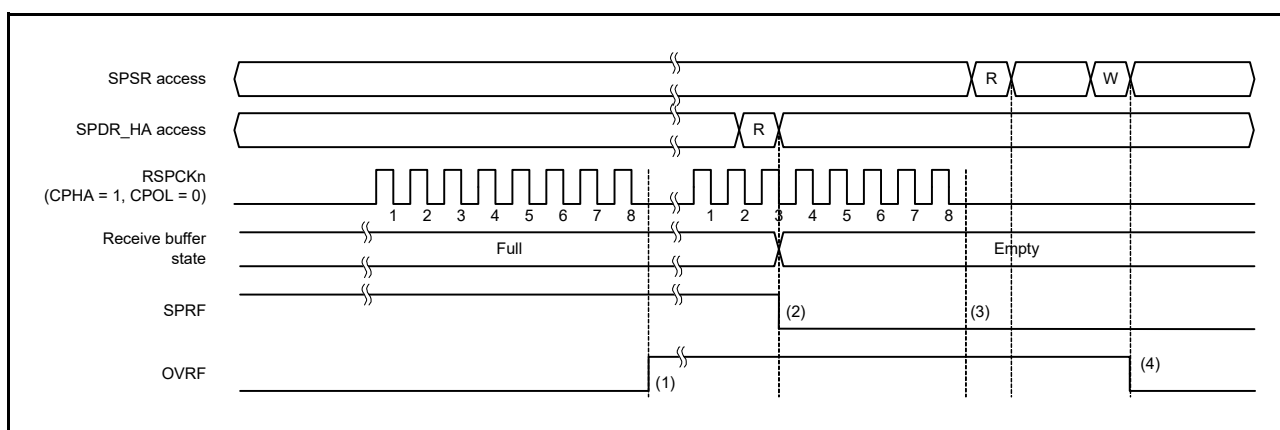 SPSR access
R
W
SPDR_HA access
R
RSPCKn
(CPHA = 1, CPOL = 0)
1 2 3 4 5 6 7 8 1 2 3 4 5 6 7 8
Receive buffer
state
Full
Empty
SPRF
(2)
(3)
OVRF
(1)
(4)